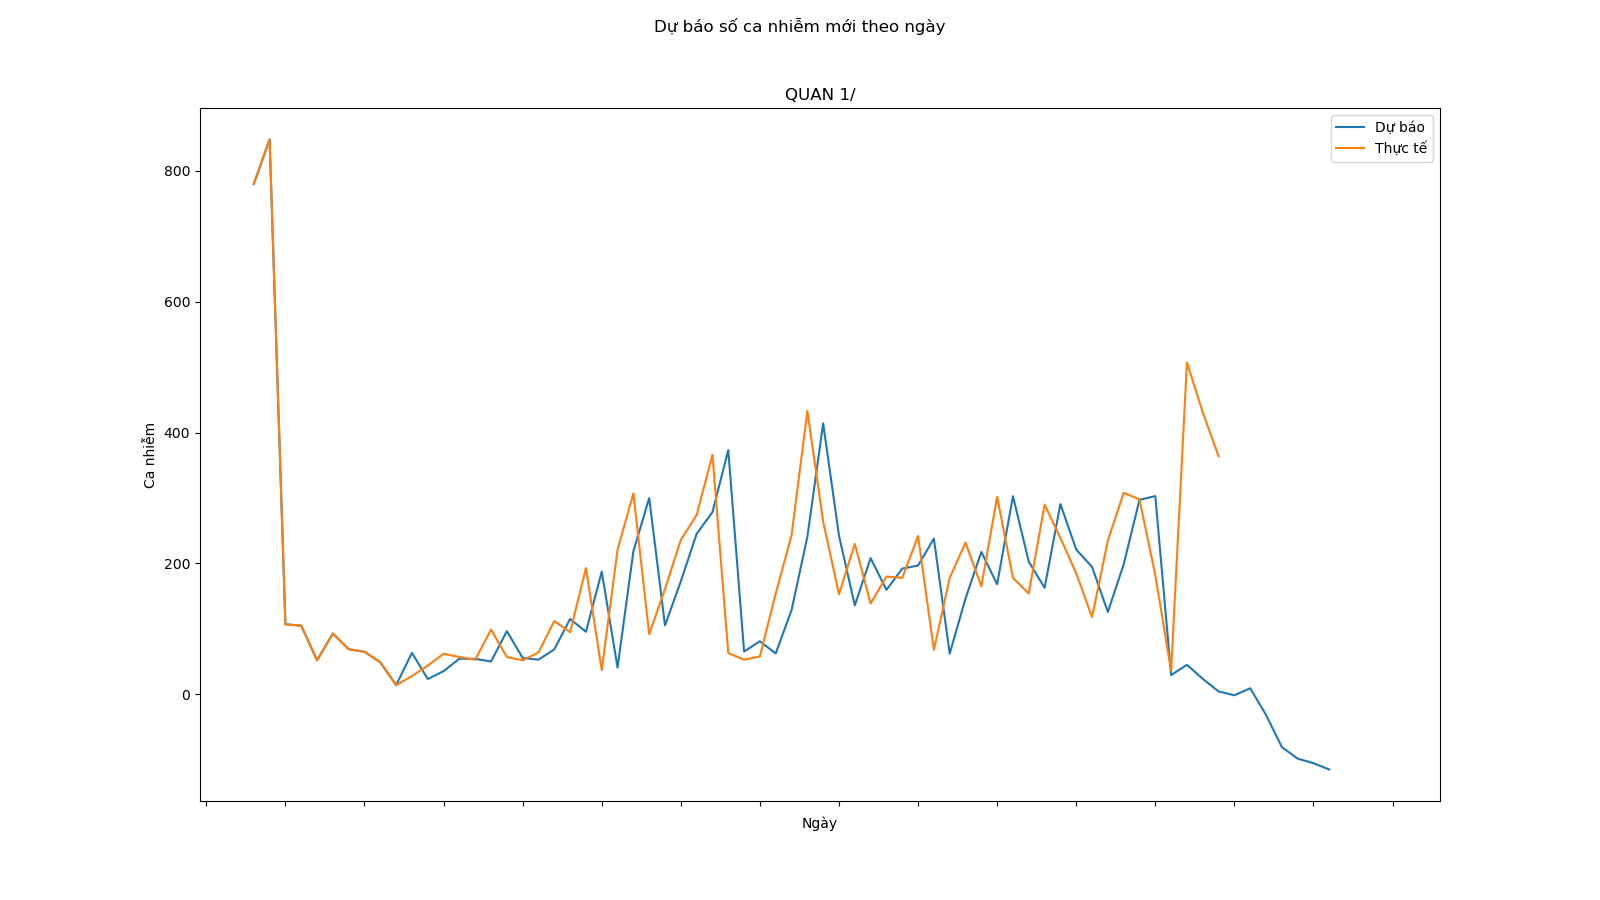 Dự báo số ca nhiễm mới theo ngày
QUAN 1/
Dự báo
Thực tế
800
600
400
200
0
Ca nhiễm
Ngày